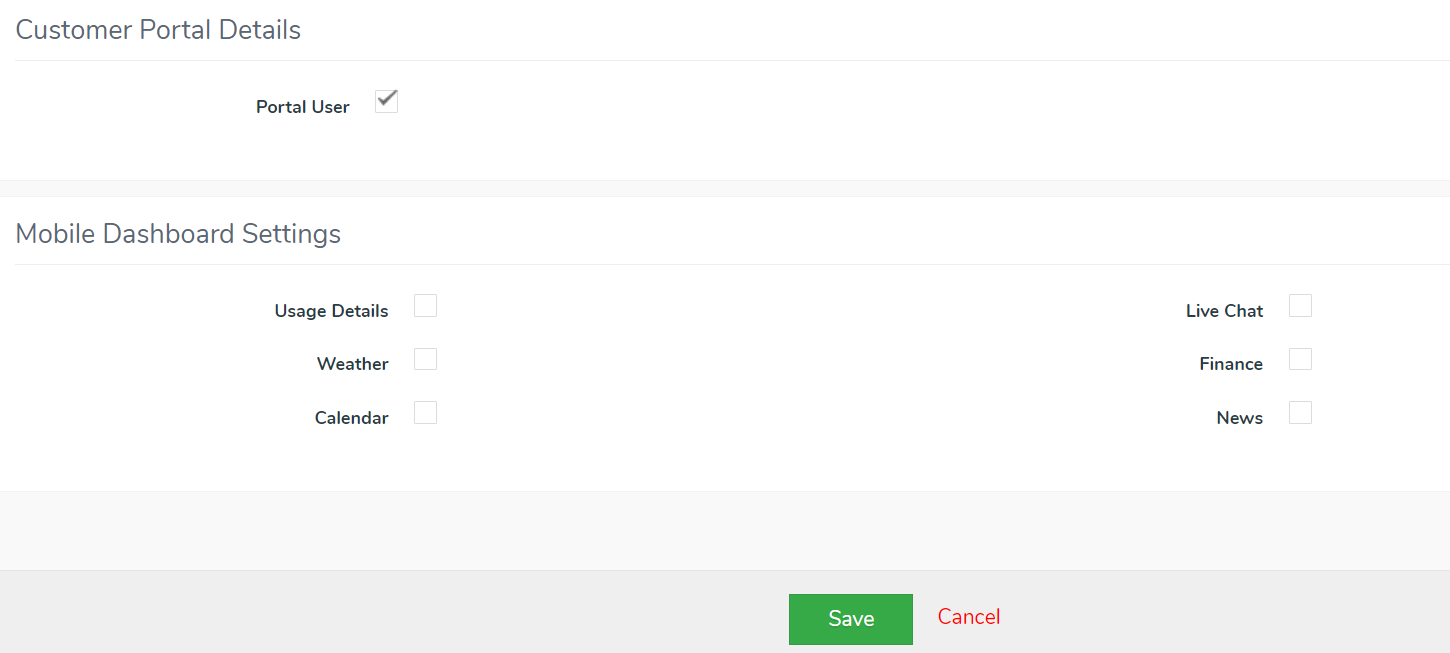 Customer Portal Details
Portal User
Mobile Dashboard Settings
Usage Details
Live Chat
Weather
Finance
Calendar
News
Save
Cancel